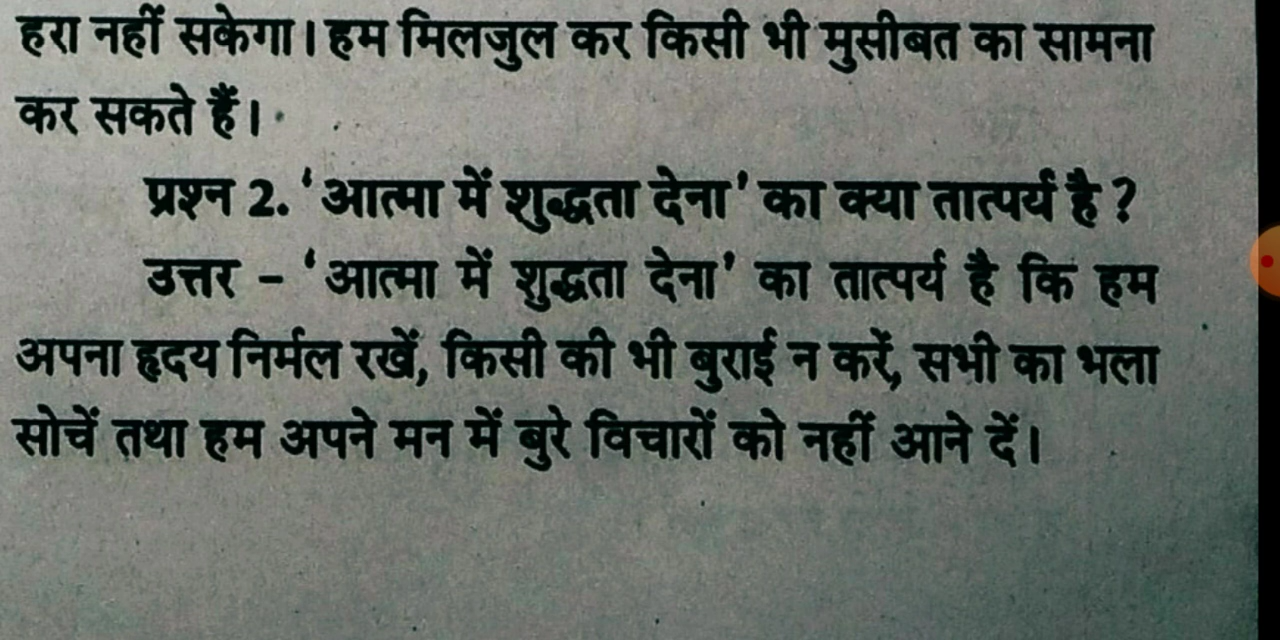 हरा नहीं सकेगा। हम मिलजुल कर किसी भी मुसीबत का सामना
कर सकते हैं।
प्रश्न 2. ‘आत्मा में शुद्धता देना’ का क्या तात्पर्य है ?
उत्तर – ‘आत्मा में शुद्धता देना’ का तात्पर्य है कि हम
अपना हृदय निर्मल रखें, किसी की भी बुराई न करें, सभी का भला
सोचें तथा हम अपने मन में बुरे विचारों को नहीं आने दें।